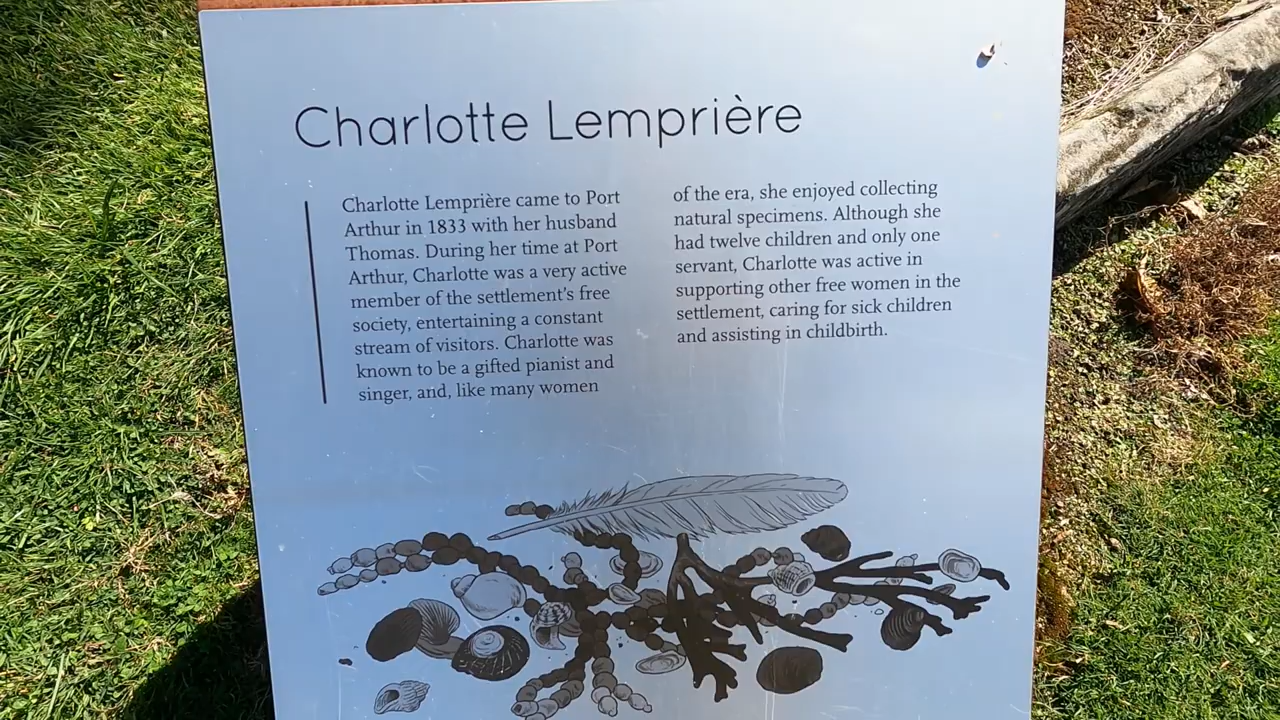 Charlotte Lemprière
Charlotte Lemprière came to Port
Arthur in 1833 with her husband
Thomas. During her time at Port
Arthur, Charlotte was a very active
member of the settlement's free
society, entertaining a constant
stream of visitors. Charlotte was
known to be a gifted pianist and
singer, and, like many women
of the era, she enjoyed collecting
natural specimens. Although she
had twelve children and only one
servant, Charlotte was active in
supporting other free women in the
settlement, caring for sick children
and assisting in childbirth.